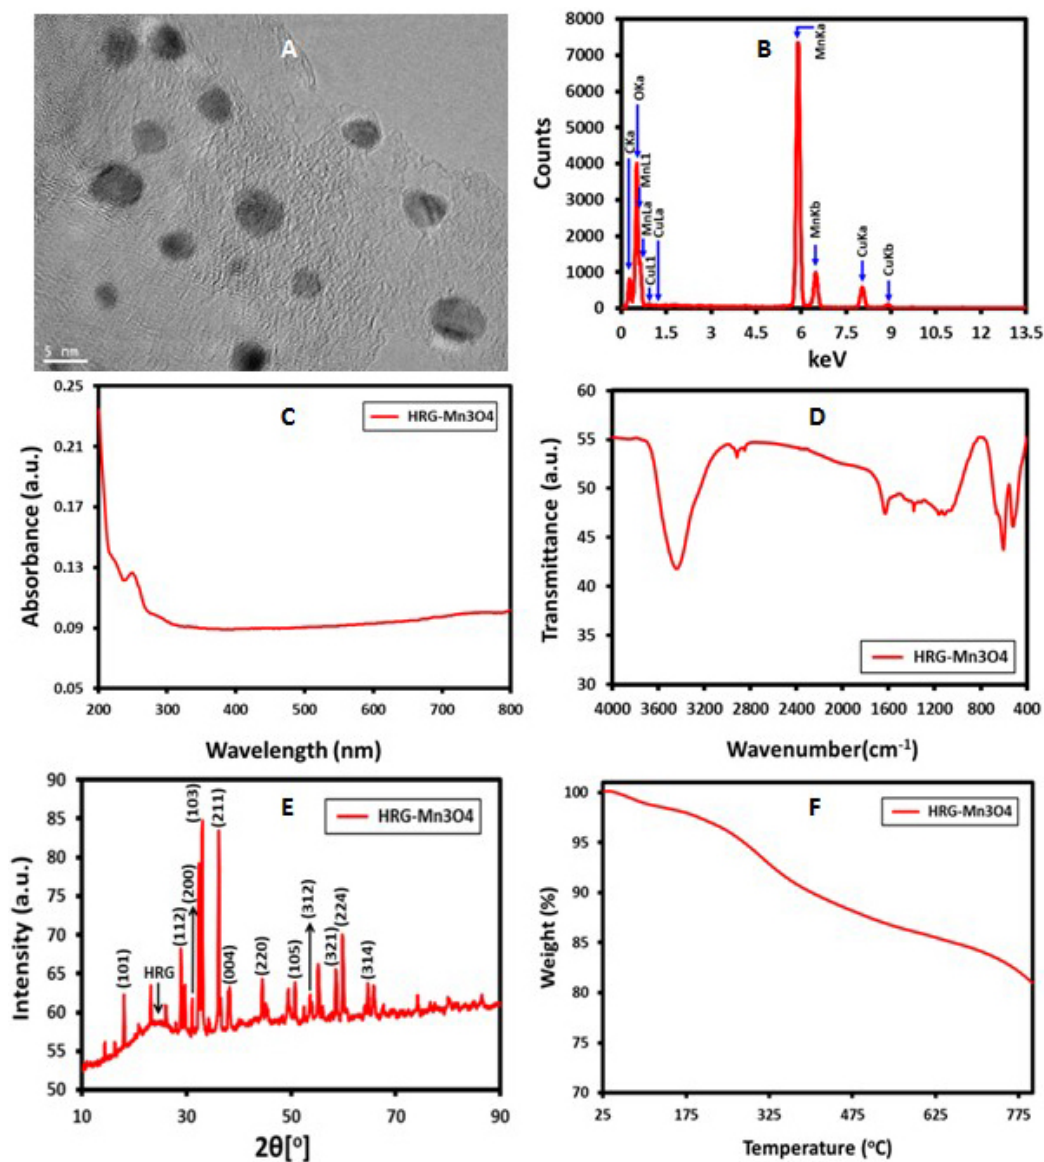 A
5 nm
B
8000
7000
6000
5000
4000
3000
2000
1000
0
Counts
CKa
OKa
MnL1
MnLa
CuL1
CuLa
MnKa
MnKb
CuKa
CuKb
0 1.5 3 4.5 6 7.5 9 10.5 12 13.5
keV
C
HRG-Mn3O4
0.25
0.21
0.17
0.13
0.09
0.05
Absorbance (a.u.)
200 300 400 500 600 700 800
Wavelength (nm)
D
60
55
50
45
40
35
30
Transmittance (a.u.)
HRG-Mn3O4
4000 3600 2800 2400 1600 1200 800 400
Wavenumber(cm-1)
E
HRG-Mn3O4
90
85
80
75
70
65
60
55
50
Intensity (a.u.)
(101)
HRG
(112)
(200)
(103)
(211)
(004)
(220)
(105)
(312)
(321)
(224)
(314)
10 30 50 70 90
2θ[o]
F
HRG-Mn3O4
100
95
90
85
80
75
70
Weight (%)
25 175 325 475 625 775
Temperature (oC)